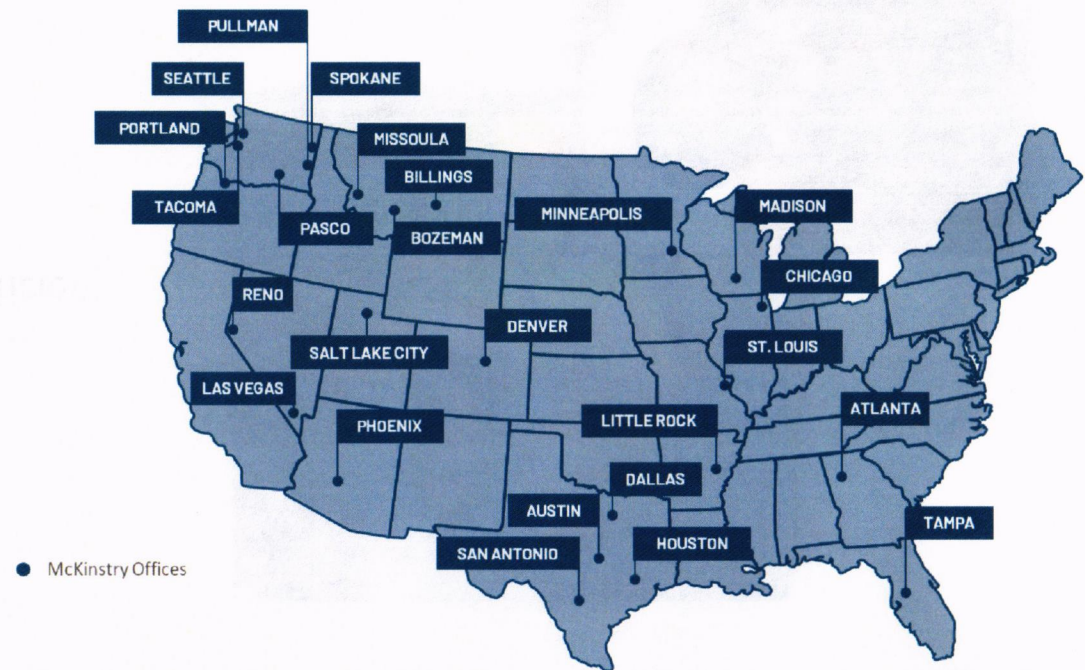 PULLMAN
SEATTLE
SPOKANE
PORTLAND
MISSOULA
BILLINGS
TACOMA
PASCO
BOZEMAN
MINNEAPOLIS
MADISON
CHICAGO
RENO
DENVER
SALT LAKE CITY
ST. LOUIS
LAS VEGAS
PHOENIX
LITTLE ROCK
ATLANTA
DALLAS
AUSTIN
TAMPA
SAN ANTONIO
HOUSTON
McKinstry Offices